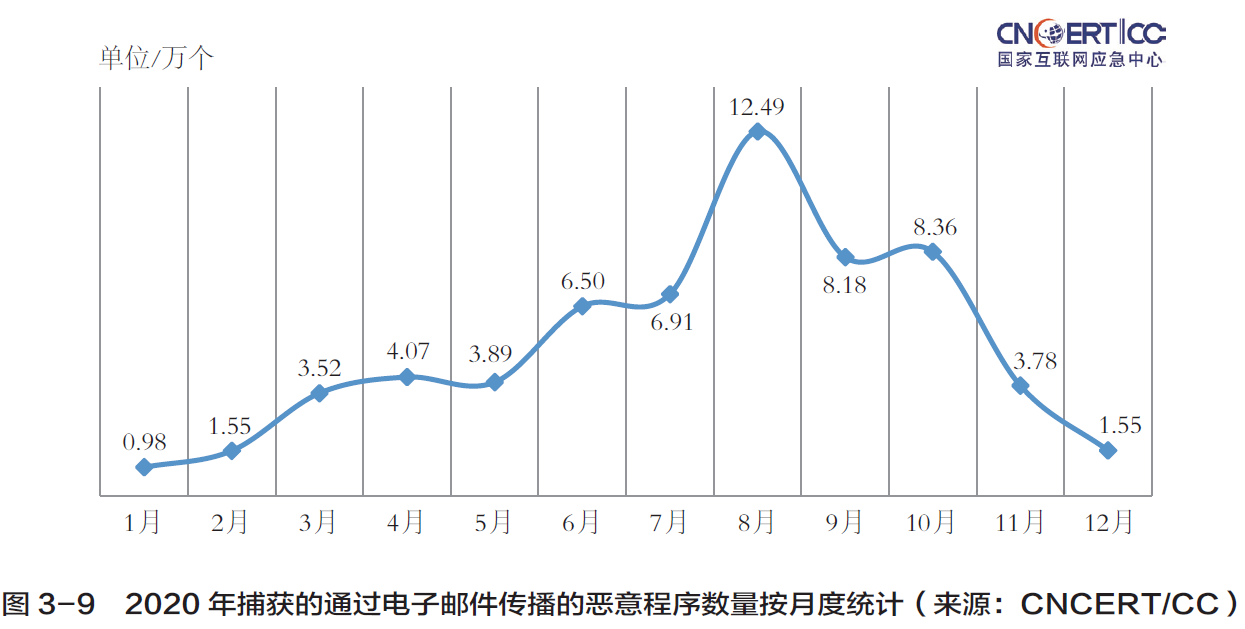 CNCERT/CC
国家互联网应急中心
单位/万个
12.49
8.36
8.18
6.50
6.91
4.07
3.89
3.52
3.78
1.55
1.55
0.98
1月 2月 3月 4月 5月 6月 7月 8月 9月 10月 11月 12月
图 3-9 2020 年捕获的通过电子邮件传播的恶意程序数量按月度统计（来源：CNCERT/CC）